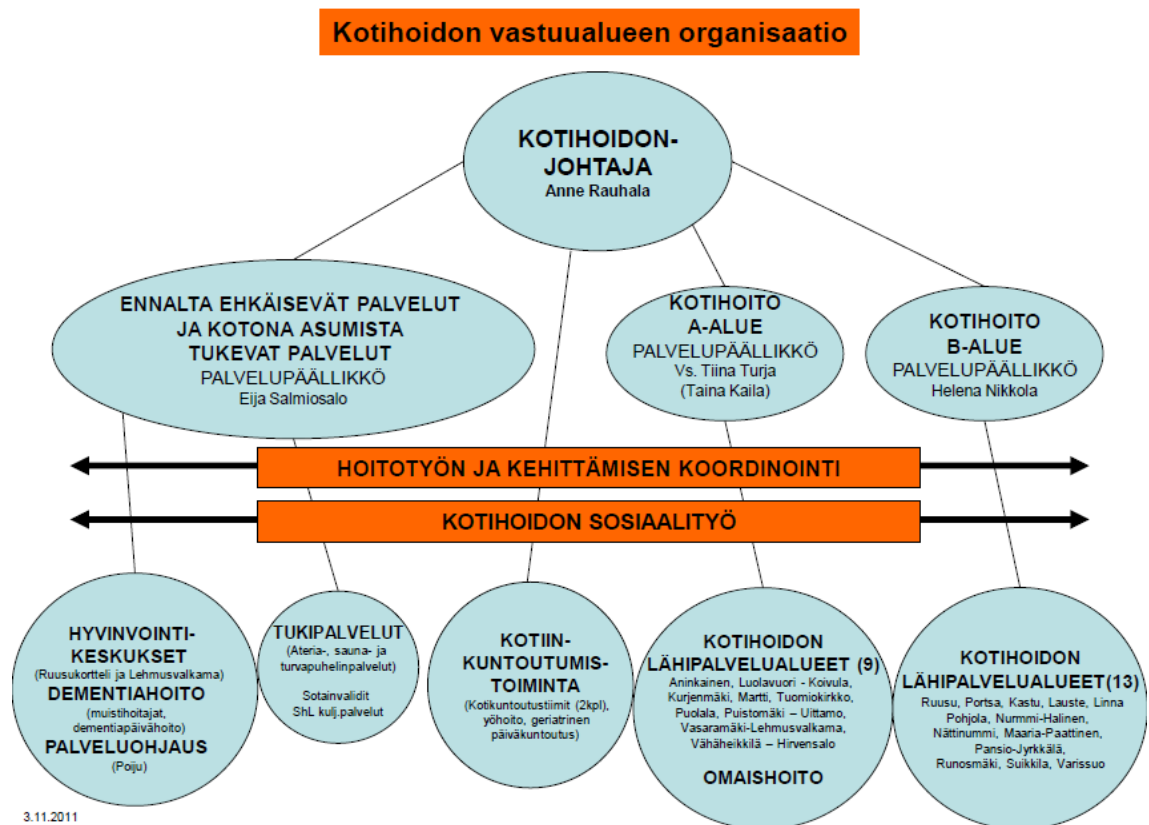 Kotihoidon vastuualueen organisaatio
KOTIHOIDON-
JOHTAJA
Anne Rauhala
ENNALTA EHKÄISEVÄT PALVELUT
JA KOTONA ASUMISTA
TUKEVAT PALVELUT
PALVELUPÄÄLLIKKÖ
Eija Salmiosalo
KOTIHOITO
A-ALUE
PALVELUPÄÄLLIKKÖ
Vs. Tiina Turja
(Taina Kaila)
KOTIHOITO
B-ALUE
PALVELUPÄÄLLIKKÖ
Helena Nikkola
HOITOTYÖN JA KEHITTÄMISEN KOORDINOINTI
KOTIHOIDON SOSIAALITYÖ
HYVINVOINTI-
KESKUKSET
(Ruusukortteli ja Lehmusvalkama)
DEMENTIAHOITO
(muistihoitajat,
dementiapäivähoito)
PALVELUOHJAUS
(Poiju)
TUKIPALVELUT
(Ateria-, sauna- ja
turvapuhelinpalvelut)
Sotainvalidit
ShL kulj.palvelut
KOTIIN-
KUNTOUTUMIS-
TOIMINTA
(Kotikuntoutustiimit (2kpl),
yöhoito, geriatrinen
päiväkuntoutus)
KOTIHOIDON
LÄHIPALVELUALUEET (9)
Aninkainen, Luolavuori - Koivula,
Kurjenmäki, Martti, Tuomiokirkko,
Puolala, Puistomäki – Uittamo,
Vasaramäki-Lehmusvalkama,
Vähäheikkilä – Hirvensalo
OMAISHOITO
KOTIHOIDON
LÄHIPALVELUALUEET(13)
Ruusu, Portsa, Kastu, Lauste, Linna
Pohjola, Nurmmi-Halinen,
Nättinummi, Maaria-Paattinen,
Pansio-Jyrkkälä,
Runosmäki, Suikkila, Varissuo
3.11.2011